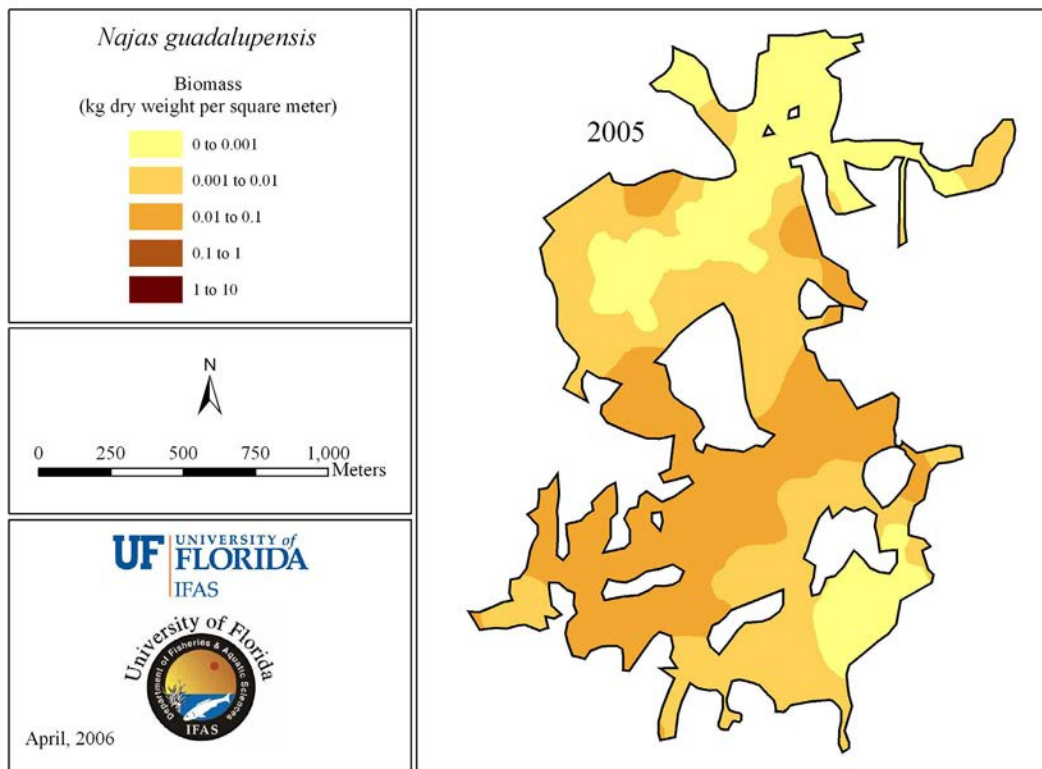 Najas guadalupensis
Biomass
(kg dry weight per square meter)
0 to 0.001
0.001 to 0.01
0.01 to 0.1
0.1 to 1
1 to 10
N
0 250 500 750 1,000
Meters
UF UNIVERSITY of
FLORIDA
IFAS
University of Florida
Department of Fisheries & Aquatic Sciences
IFAS
April, 2006
2005